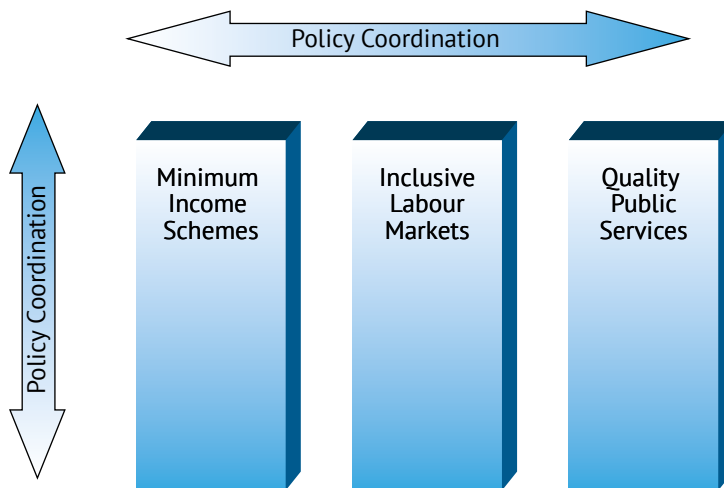 Policy Coordination
Policy Coordination
Minimum
Income
Schemes
Inclusive
Labour
Markets
Quality
Public
Services